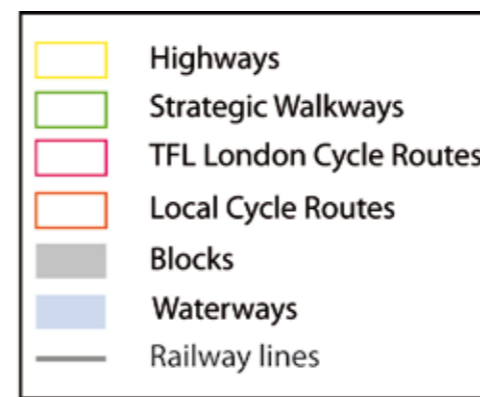 Highways
Strategic Walkways
TFL London Cycle Routes
Local Cycle Routes
Blocks
Waterways
Railway lines